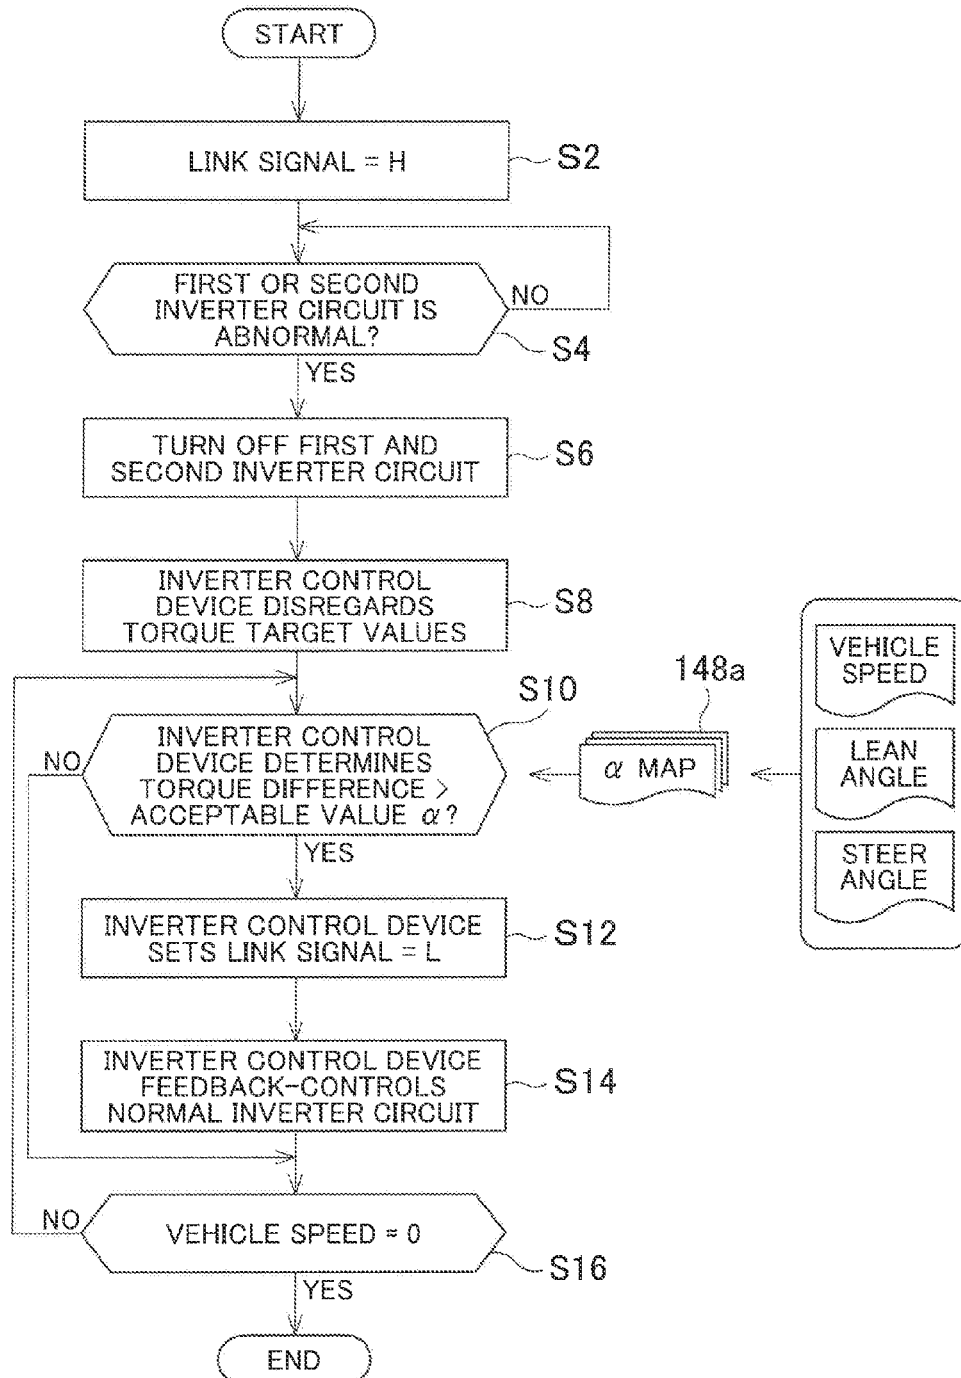 START
LINK SIGNAL = H
S2
FIRST OR SECOND
INVERTER CIRCUIT IS
ABNORMAL?
NO
S4
YES
TURN OFF FIRST AND
SECOND INVERTER CIRCUIT
S6
INVERTER CONTROL
DEVICE DISREGARDS
TORQUE TARGET VALUES
S8
S10
INVERTER CONTROL
DEVICE DETERMINES
TORQUE DIFFERENCE >
ACCEPTABLE VALUE α?
NO
YES
148a
α MAP
VEHICLE
SPEED
LEAN
ANGLE
STEER
ANGLE
INVERTER CONTROL DEVICE
SETS LINK SIGNAL = L
S12
INVERTER CONTROL DEVICE
FEEDBACK-CONTROLS
NORMAL INVERTER CIRCUIT
S14
NO
VEHICLE SPEED ≈ 0
S16
YES
END